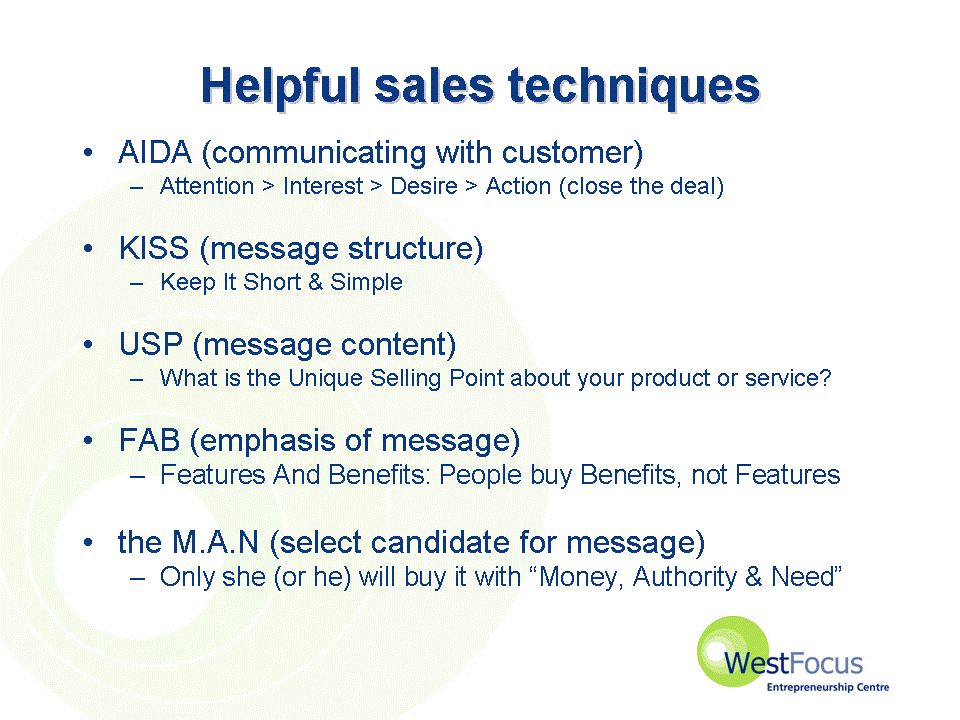 Helpful sales techniques
• AIDA (communicating with customer)
– Attention > Interest > Desire > Action (close the deal)
• KISS (message structure)
– Keep It Short & Simple
• USP (message content)
– What is the Unique Selling Point about your product or service?
• FAB (emphasis of message)
– Features And Benefits: People buy Benefits, not Features
• the M.A.N (select candidate for message)
– Only she (or he) will buy it with “Money, Authority & Need”
WestFocus
Entrepreneurship Centre